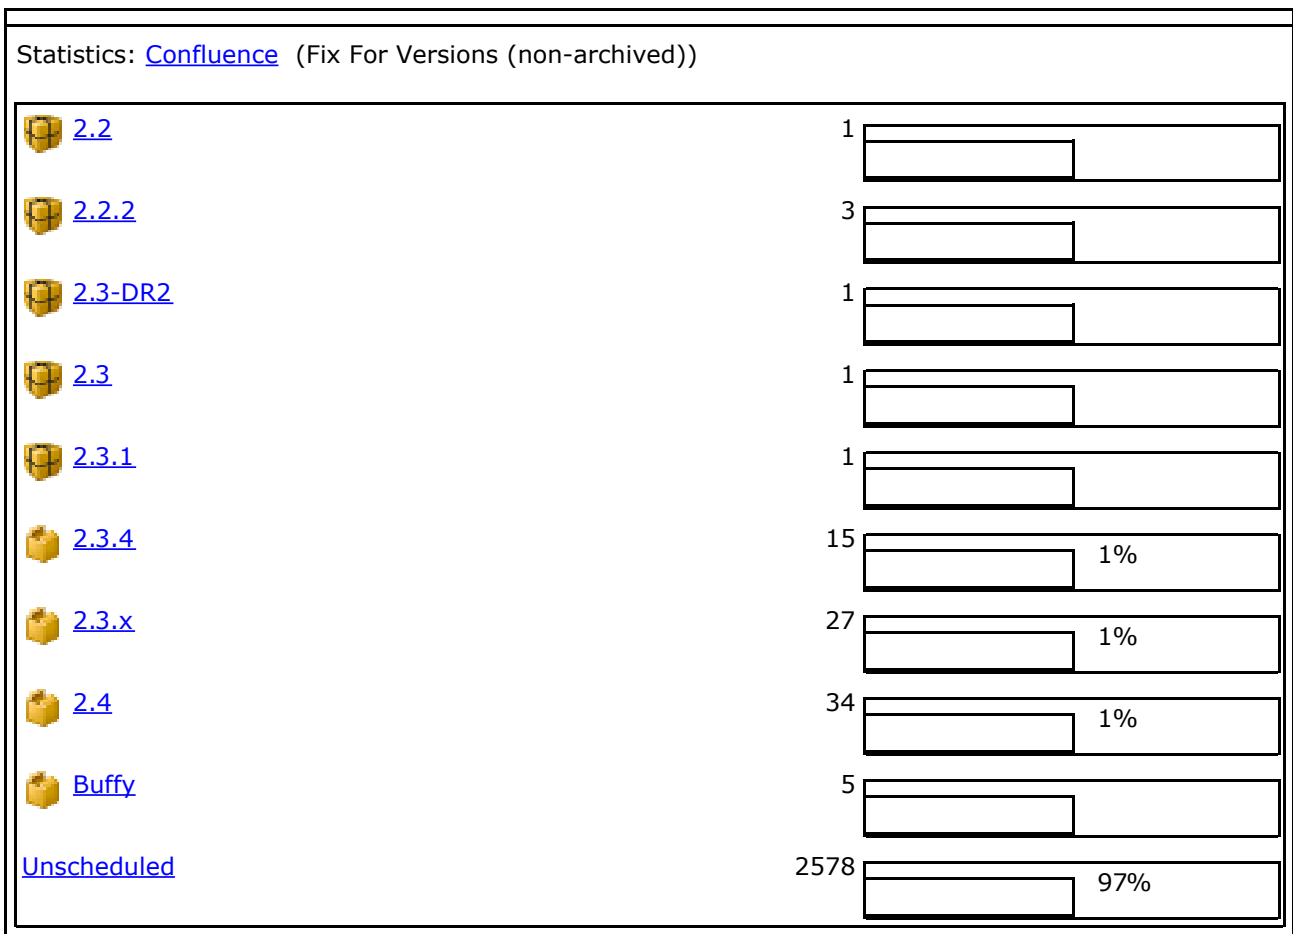 Statistics: Confluence (Fix For Versions (non-archived))
2.2 1
2.2.2 3
2.3-DR2 1
2.3 1
2.3.1 1
2.3.4 15 1%
2.3.x 27 1%
2.4 34 1%
Buffy 5
Unscheduled 2578 97%